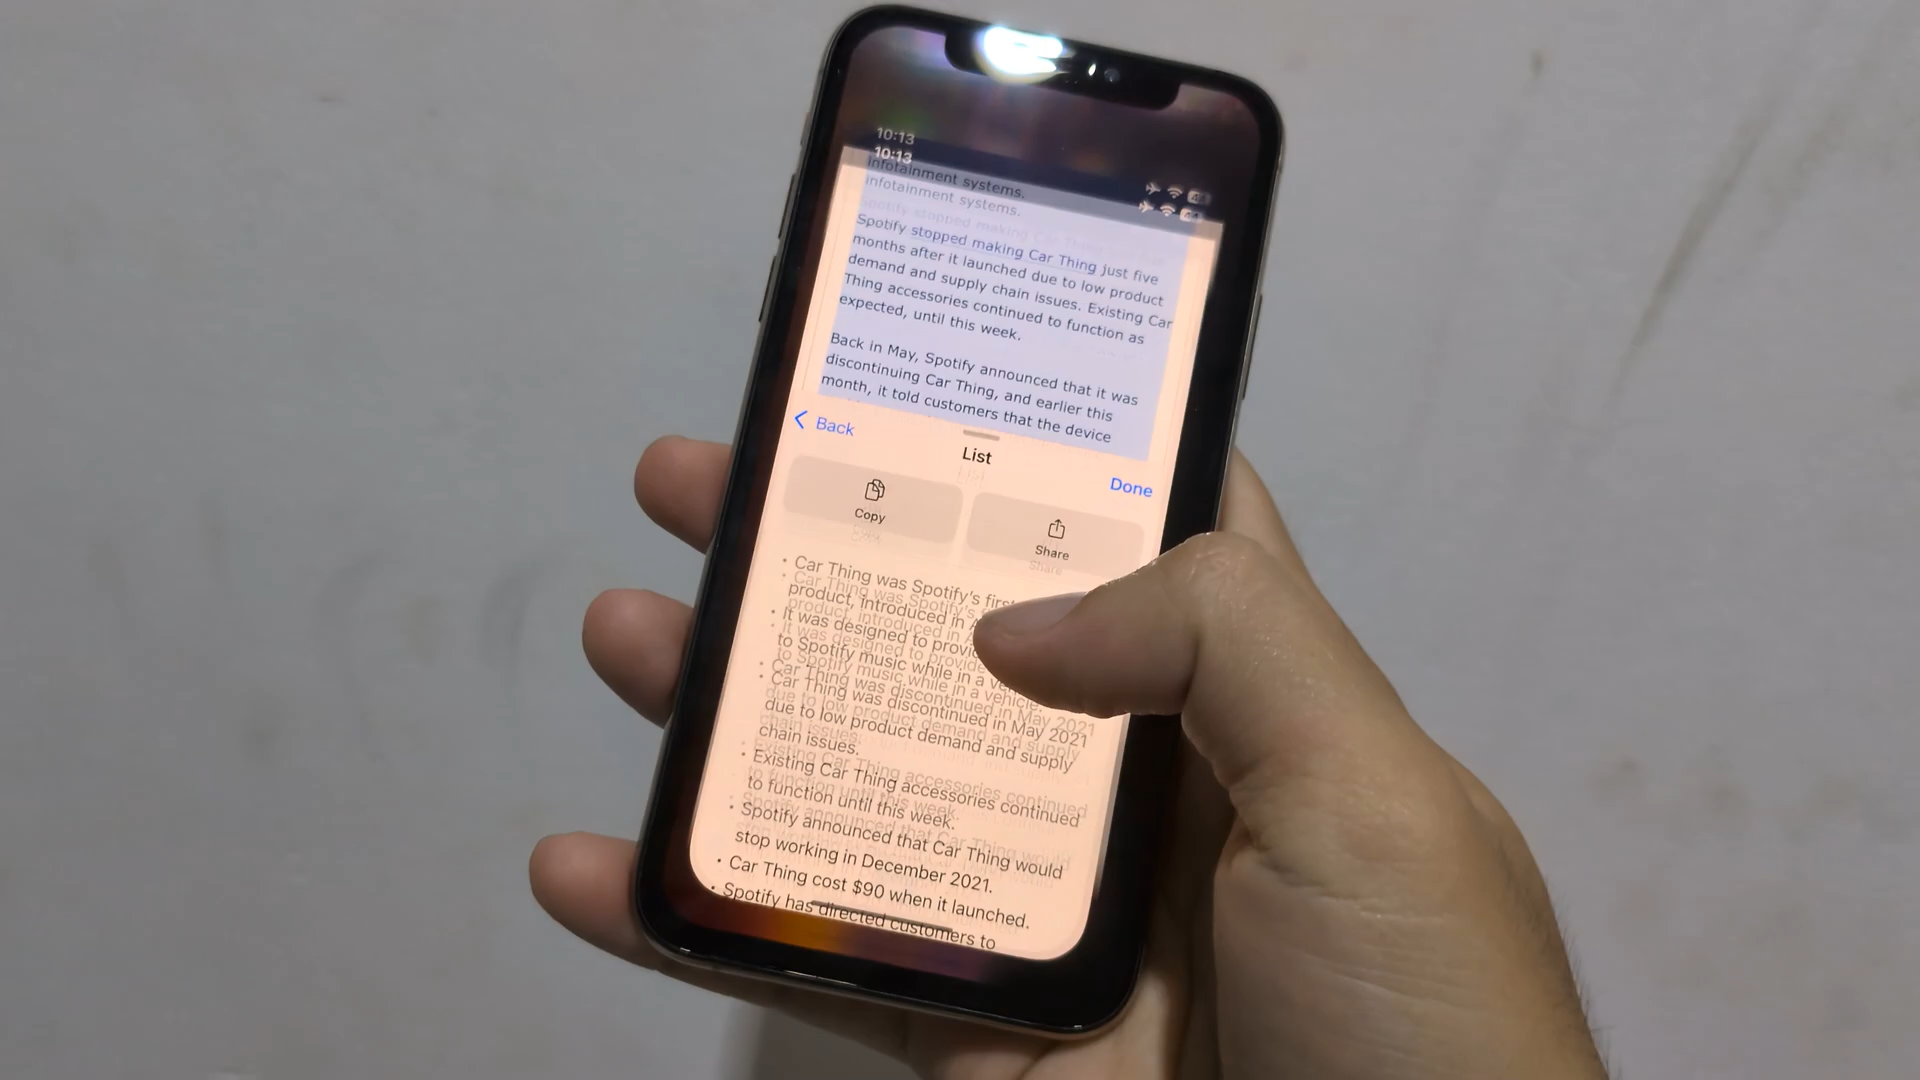 10:13
10:13
infotainment systems.
infotainment systems.
Spotify stopped making Car Thing just five
months after it launched due to low product
demand and supply chain issues. Existing Car
Thing accessories continued to function as
expected, until this week.
Back in May, Spotify announced that it was
discontinuing Car Thing, and earlier this
month, it told customers that the device
Back
List
Done
Copy
Share
• Car Thing was Spotify's first
product, introduced in
• It was designed to provide
to Spotify music while in a vehicle.
• Car Thing was discontinued in May 2021
due to low product demand and supply
chain issues.
• Existing Car Thing accessories continued
to function until this week.
• Spotify announced that Car Thing would
stop working in December 2021.
• Car Thing cost $90 when it launched.
• Spotify has directed customers to